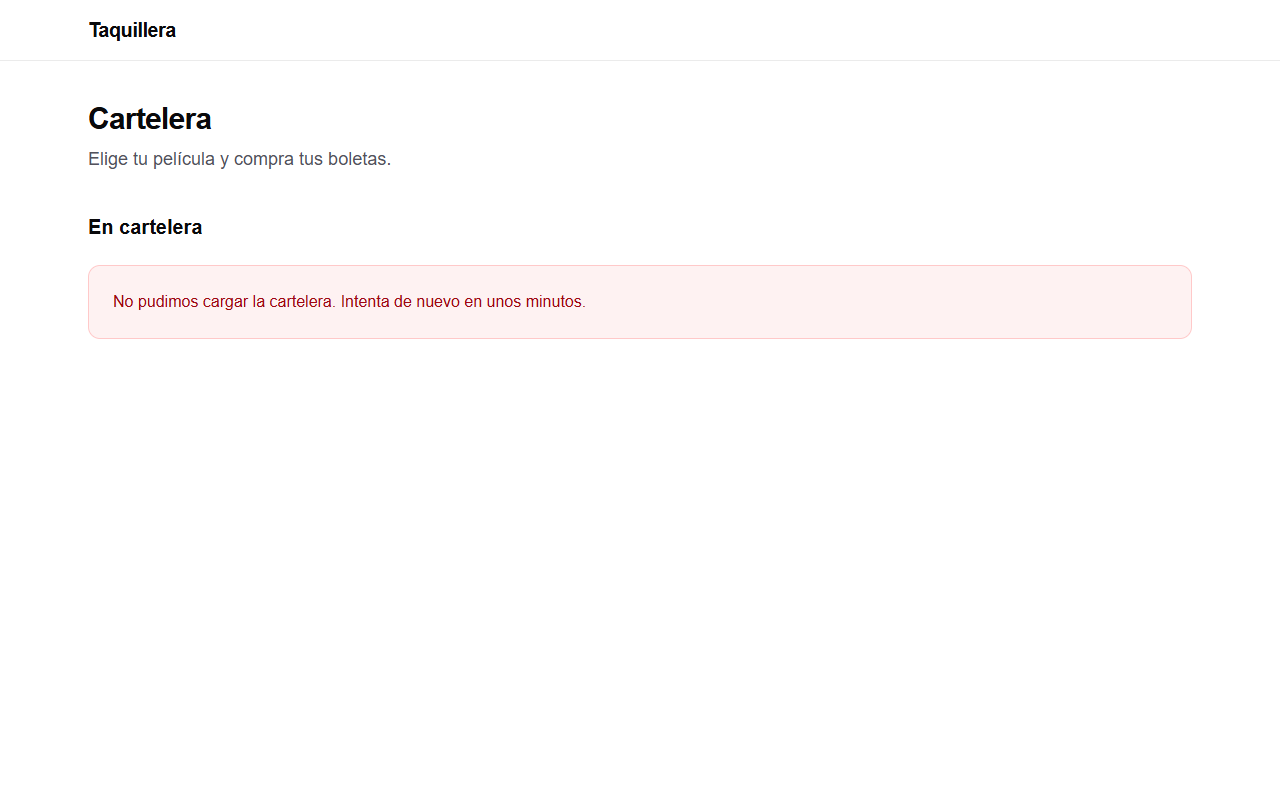 Taquillera
Cartelera
Elige tu película y compra tus boletas.
En cartelera
No pudimos cargar la cartelera. Intenta de nuevo en unos minutos.